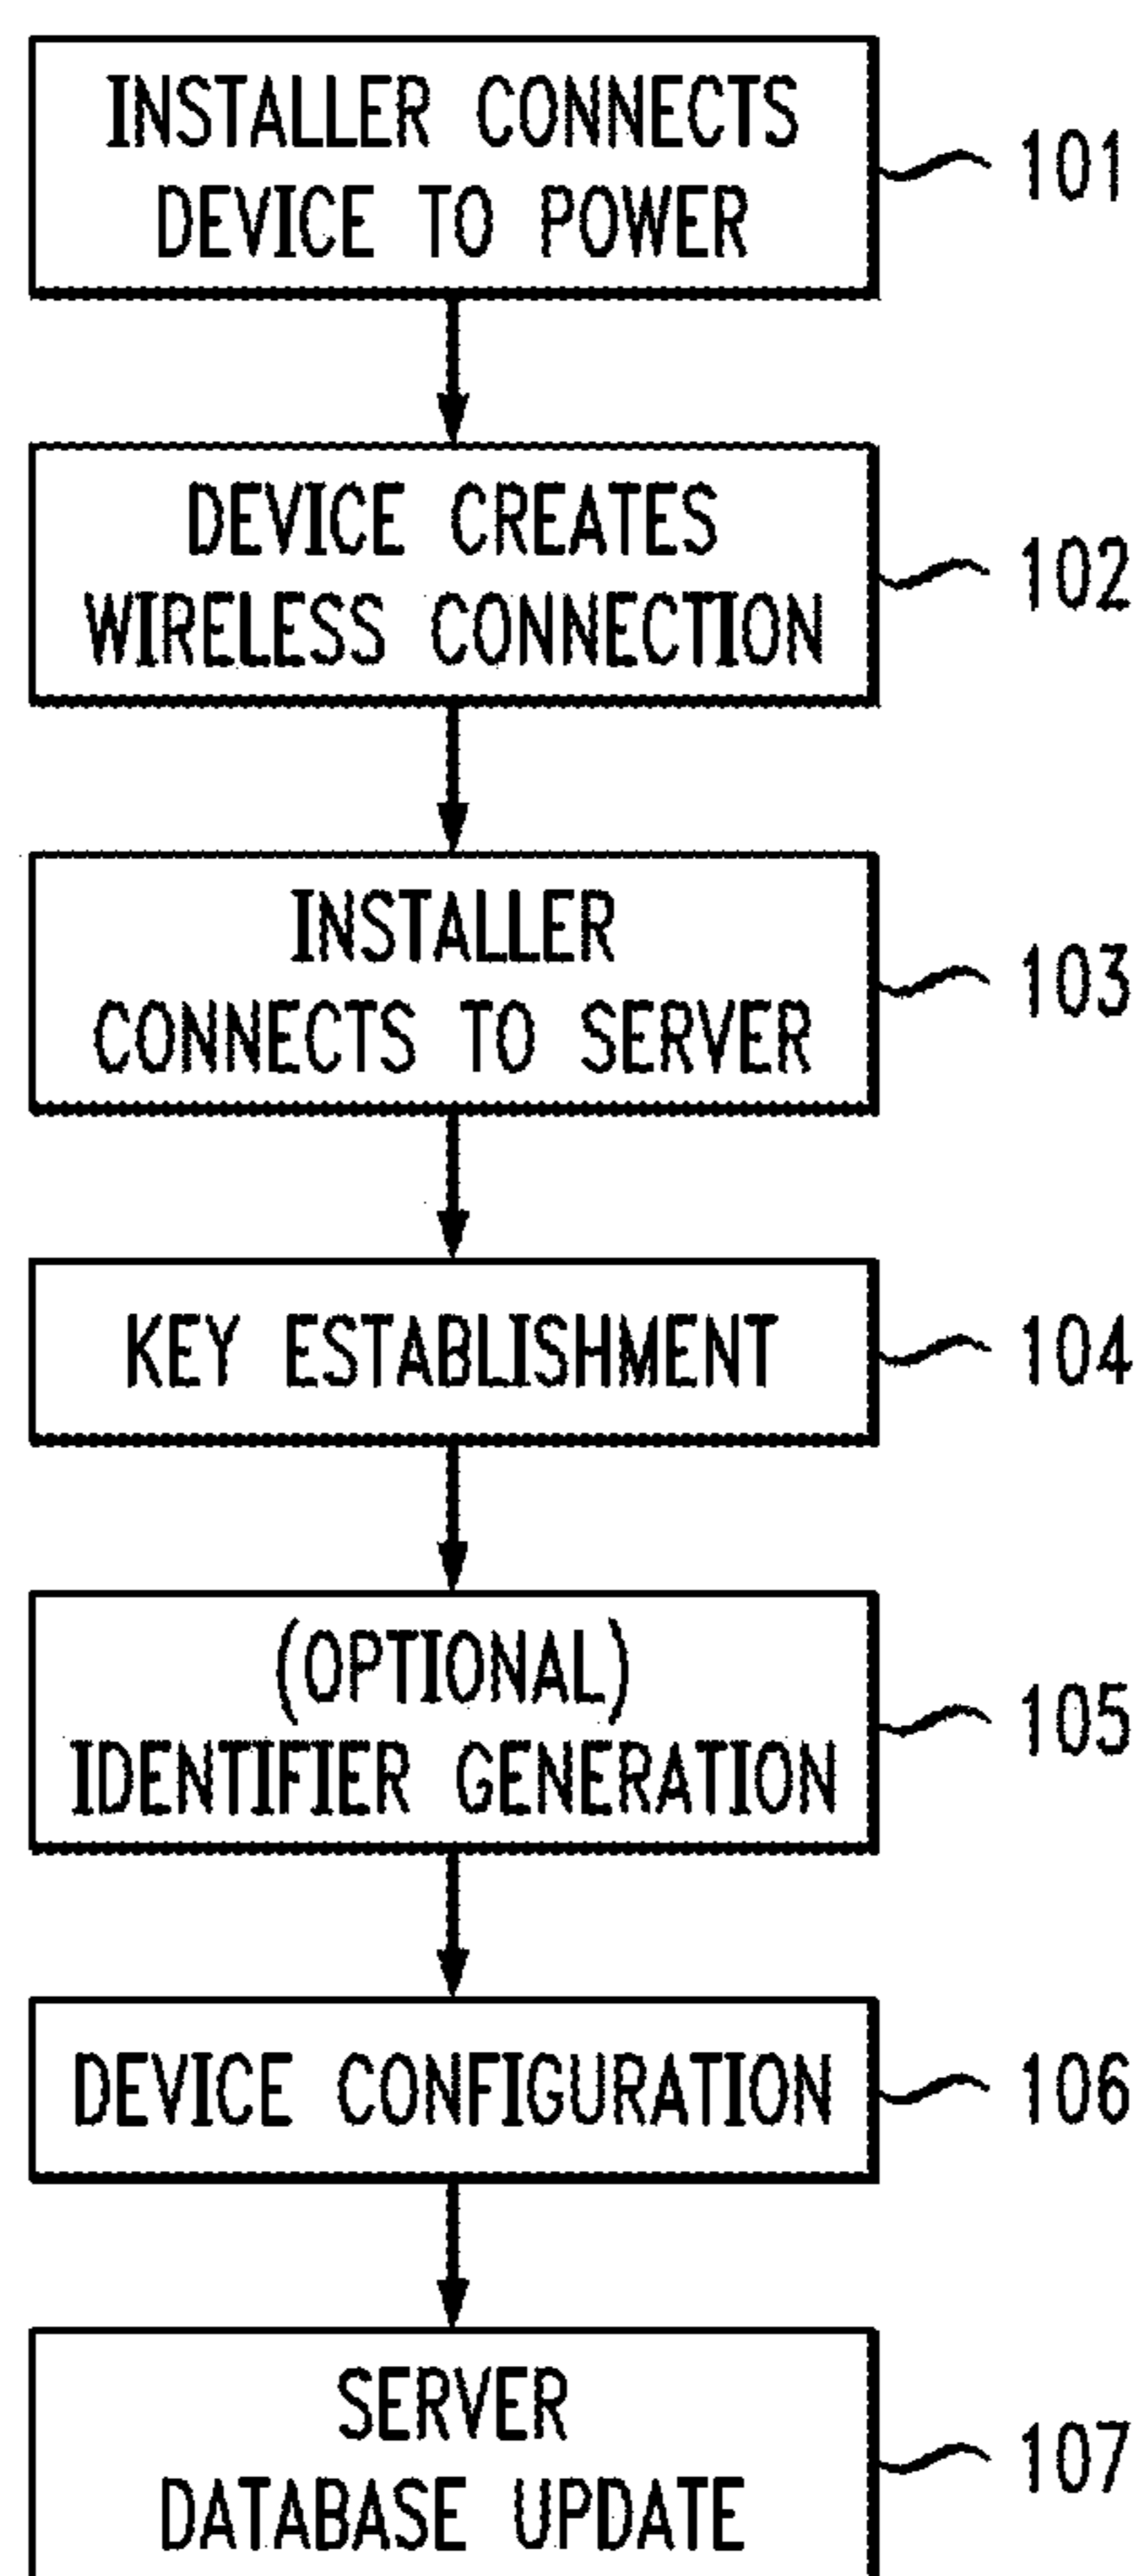 INSTALLER CONNECTS
DEVICE TO POWER
101
DEVICE CREATES
WIRELESS CONNECTION
102
INSTALLER
CONNECTS TO SERVER
103
KEY ESTABLISHMENT
104
(OPTIONAL)
IDENTIFIER GENERATION
105
DEVICE CONFIGURATION
106
SERVER
DATABASE UPDATE
107